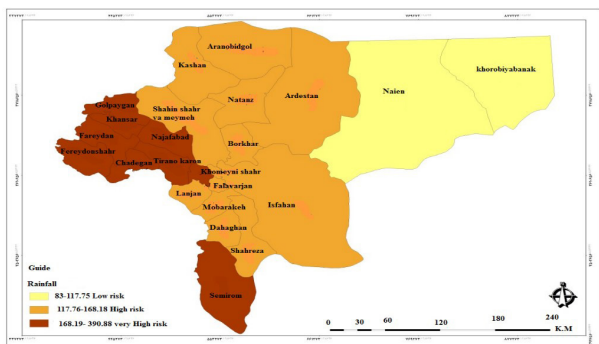 Aranobidgol
Kashan
khorobiyabanak
Naien
Ardestan
Natanz
Golpaygan
Shahin shahr
va meymeh
Khansar
Fareydan
Najafabad
Borkhar
Fereydonshahr
Chadegan
Tirano karon
Khomeyni shahr
Falavarjan
Lanjan
Mobarakeh
Isfahan
Dahaghan
Shahreza
Semirom
Guide
Rainfall
83-117.75 Low risk
117.76-168.18 High risk
168.19- 390.88 very High risk
0 30 60 120 180 240
K.M